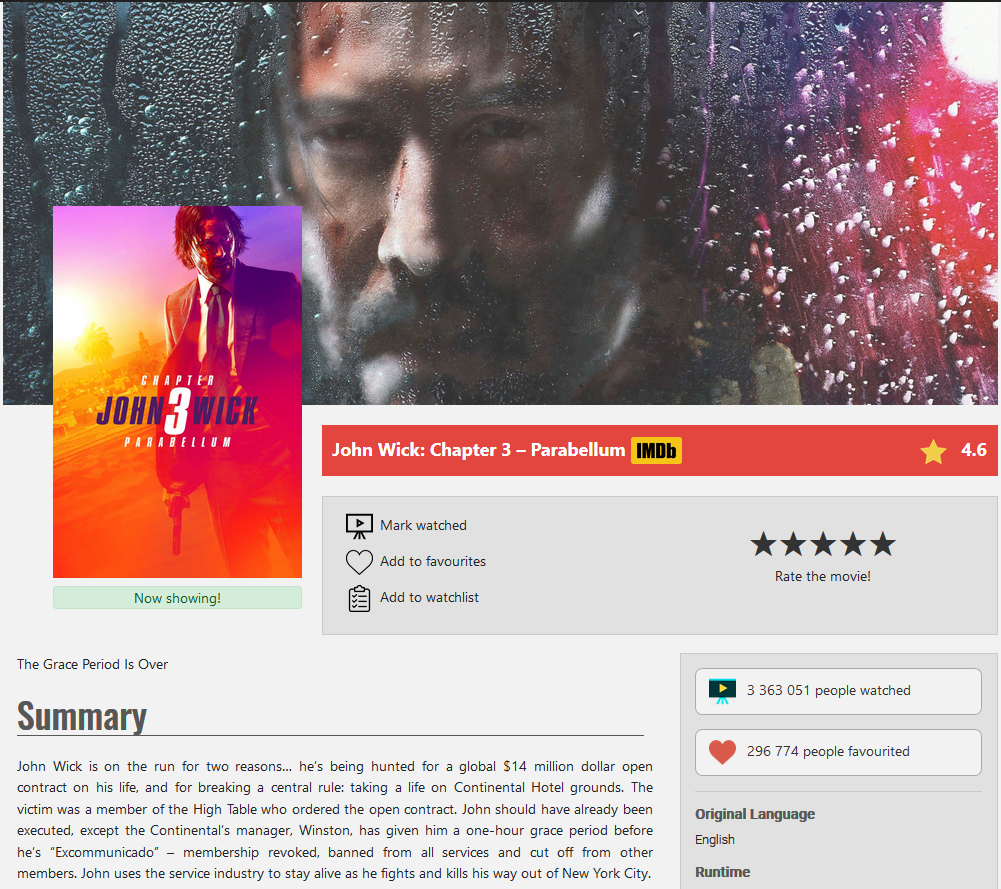 CHAPTER
JOHN 3 WICK
PARABELLUM
Now showing!
John Wick: Chapter 3 – Parabellum IMDb
4.6
Mark watched
Add to favourites
Add to watchlist
Rate the movie!
The Grace Period Is Over
Summary
John Wick is on the run for two reasons... he’s being hunted for a global $14 million dollar open
contract on his life, and for breaking a central rule: taking a life on Continental Hotel grounds. The
victim was a member of the High Table who ordered the open contract. John should have already been
executed, except the Continental’s manager, Winston, has given him a one-hour grace period before
he’s “Excommunicado” – membership revoked, banned from all services and cut off from other
members. John uses the service industry to stay alive as he fights and kills his way out of New York City.
3 363 051 people watched
296 774 people favourited
Original Language
English
Runtime